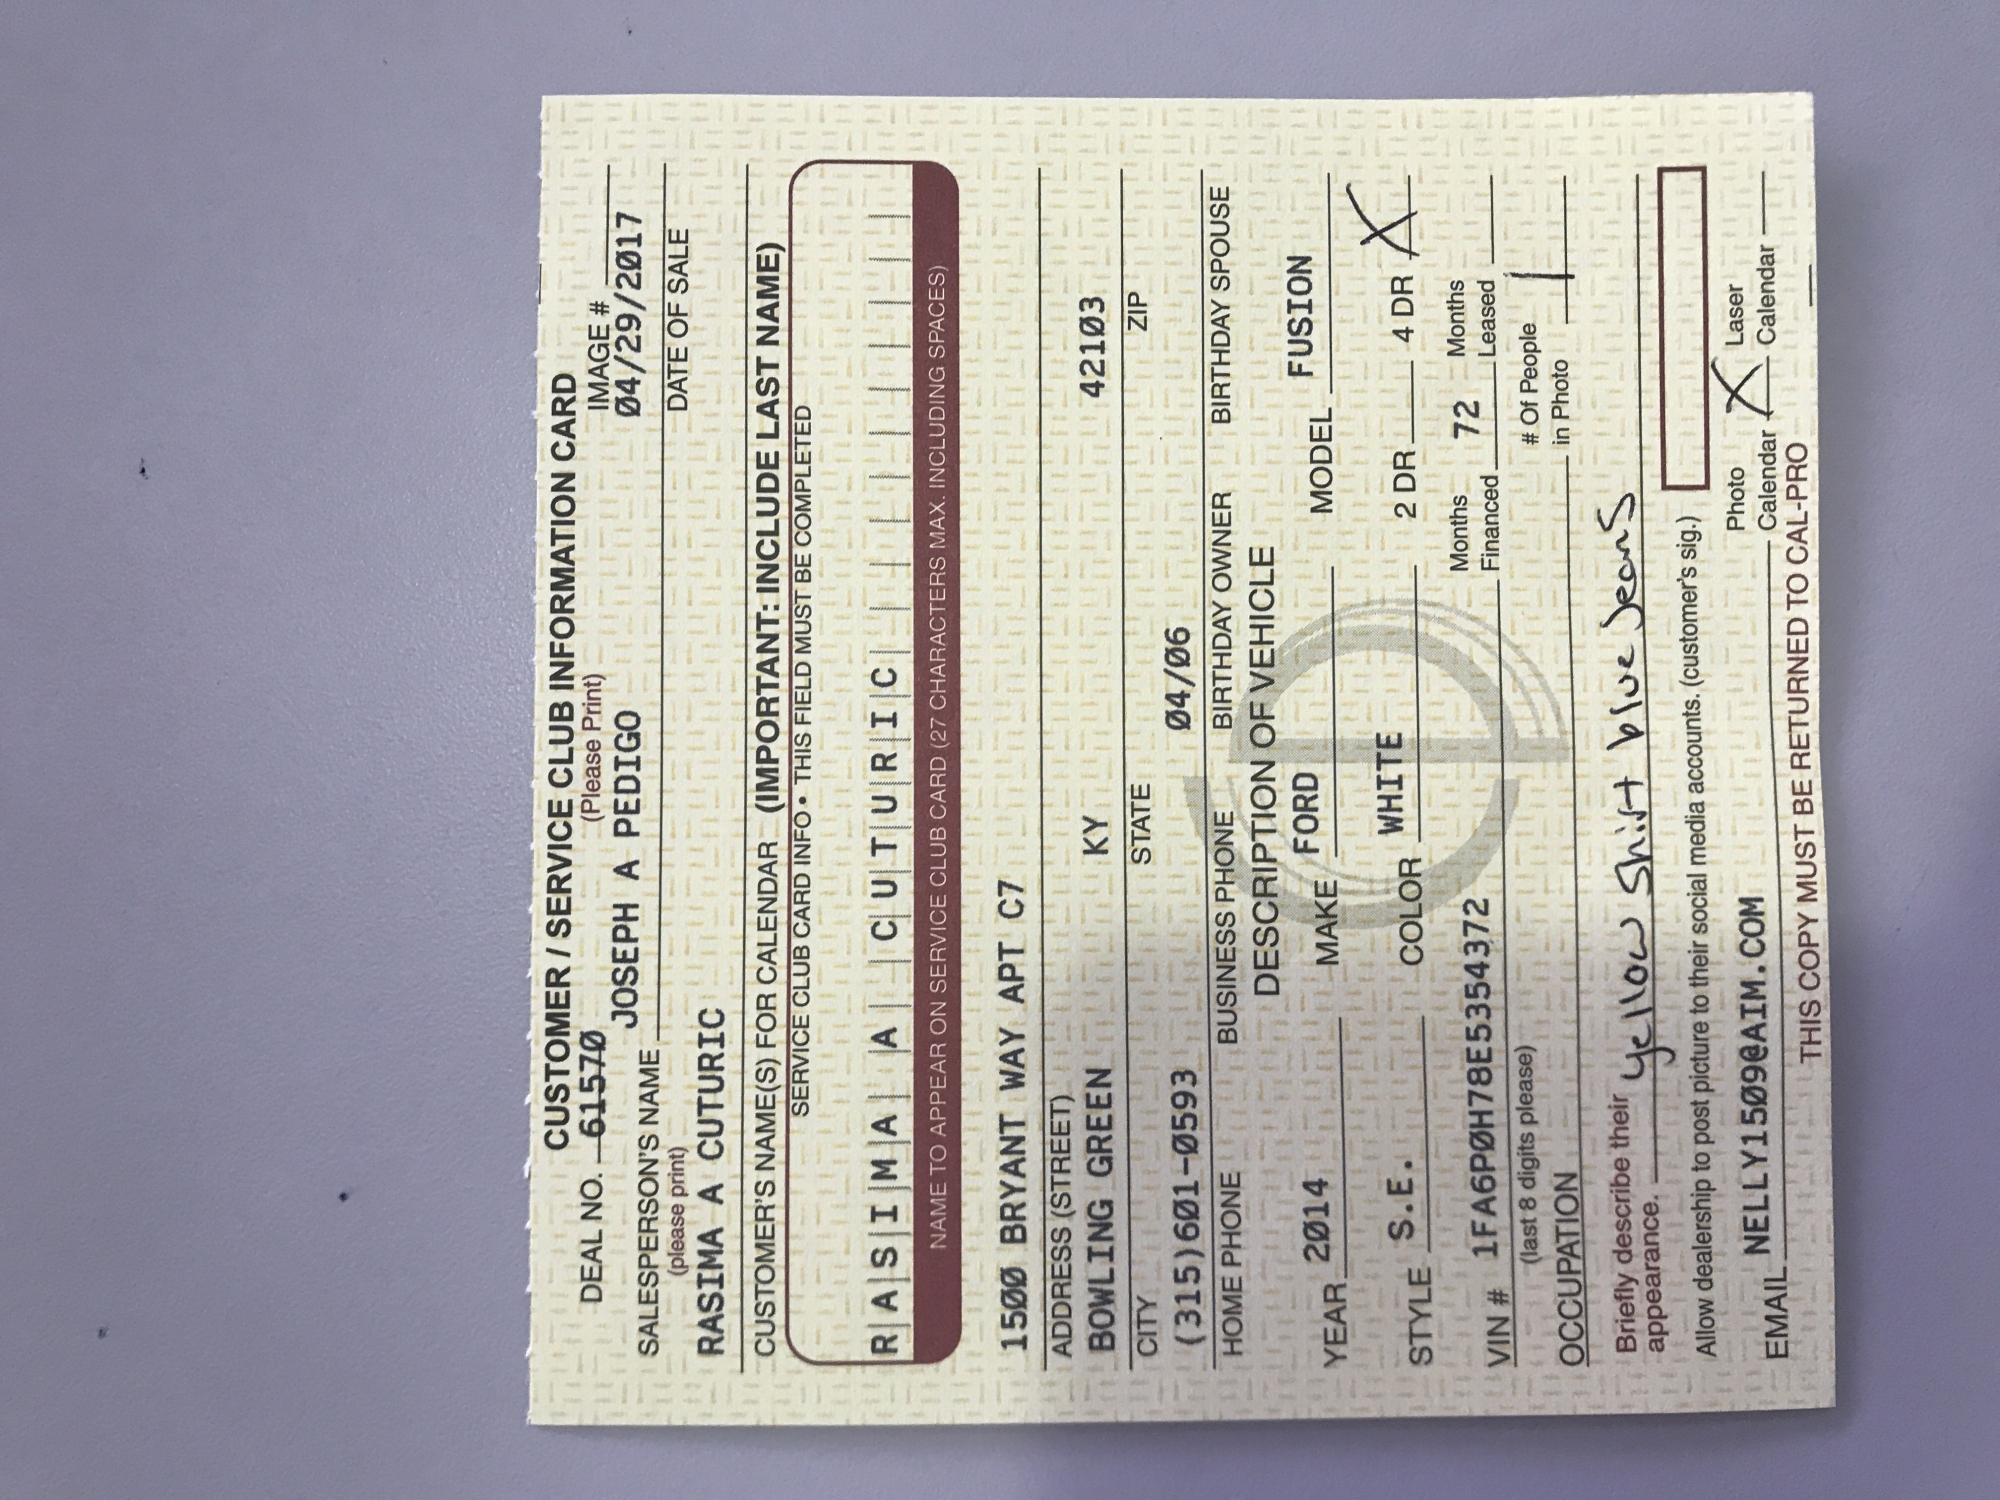 CUSTOMER / SERVICE CLUB INFORMATION CARD
(Please Print)
DEAL NO. 61570 IMAGE #
JOSEPH A PEDIGO 04/29/2017
SALESPERSON'S NAME DATE OF SALE
(please print)
RASIMA A CUTURIC
CUSTOMER'S NAME(S) FOR CALENDAR (IMPORTANT: INCLUDE LAST NAME)
SERVICE CLUB CARD INFO • THIS FIELD MUST BE COMPLETED
RASIMA A CUTURIC
NAME TO APPEAR ON SERVICE CLUB CARD (27 CHARACTERS MAX. INCLUDING SPACES)
1500 BRYANT WAY APT C7
ADDRESS (STREET)
BOWLING GREEN KY 42103
CITY STATE ZIP
(315)601-0593 04/06
HOME PHONE BUSINESS PHONE BIRTHDAY OWNER BIRTHDAY SPOUSE
DESCRIPTION OF VEHICLE
YEAR 2014 MAKE FORD MODEL FUSION
STYLE S.E. COLOR WHITE 2 DR 4 DR X
VIN # 1FA6P0H78E5354372 Months Financed 72 Months Leased
(last 8 digits please)
OCCUPATION # Of People in Photo 1
Briefly describe their appearance. yellow shirt blue jeans
Allow dealership to post picture to their social media accounts. (customer's sig.)
EMAIL NELLY1509@AIM.COM Photo Calendar X Laser Calendar
THIS COPY MUST BE RETURNED TO CAL-PRO